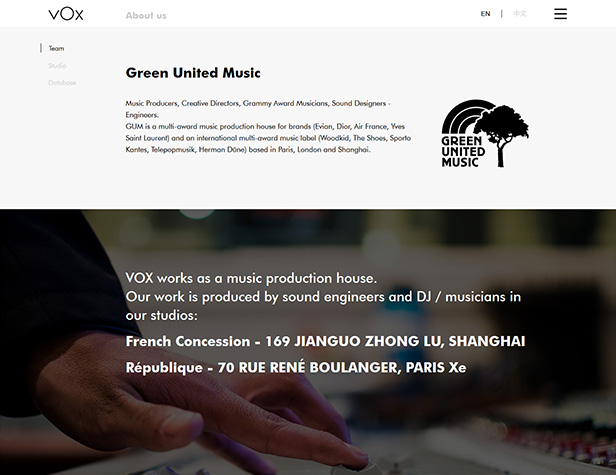 vOx
About us
EN | 中文
Team
Studio
Database
Green United Music
Music Producers, Creative Directors, Grammy Award Musicians, Sound Designers -
Engineers.
GUM is a multi-award music production house for brands (Evian, Dior, Air France, Yves
Saint Laurent) and an international multi-award music label (Woodkid, The Shoes, Sporto
Kantes, Telepopmusik, Herman Düne) based in Paris, London and Shanghai.
GREEN
UNITED
MUSIC
VOX works as a music production house.
Our work is produced by sound engineers and DJ / musicians in
our studios:
French Concession - 169 JIANGUO ZHONG LU, SHANGHAI
République - 70 RUE RENÉ BOULANGER, PARIS Xe